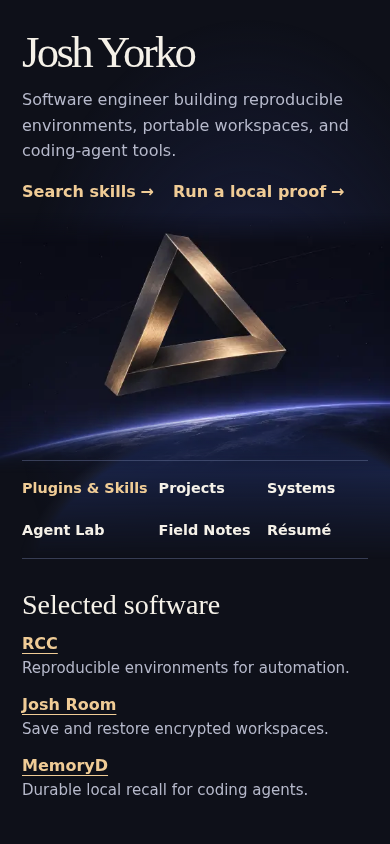 Josh Yorko
Software engineer building reproducible
environments, portable workspaces, and
coding-agent tools.
Search skills → Run a local proof →
Plugins & Skills Projects Systems
Agent Lab Field Notes Résumé
Selected software
RCC
Reproducible environments for automation.
Josh Room
Save and restore encrypted workspaces.
MemoryD
Durable local recall for coding agents.